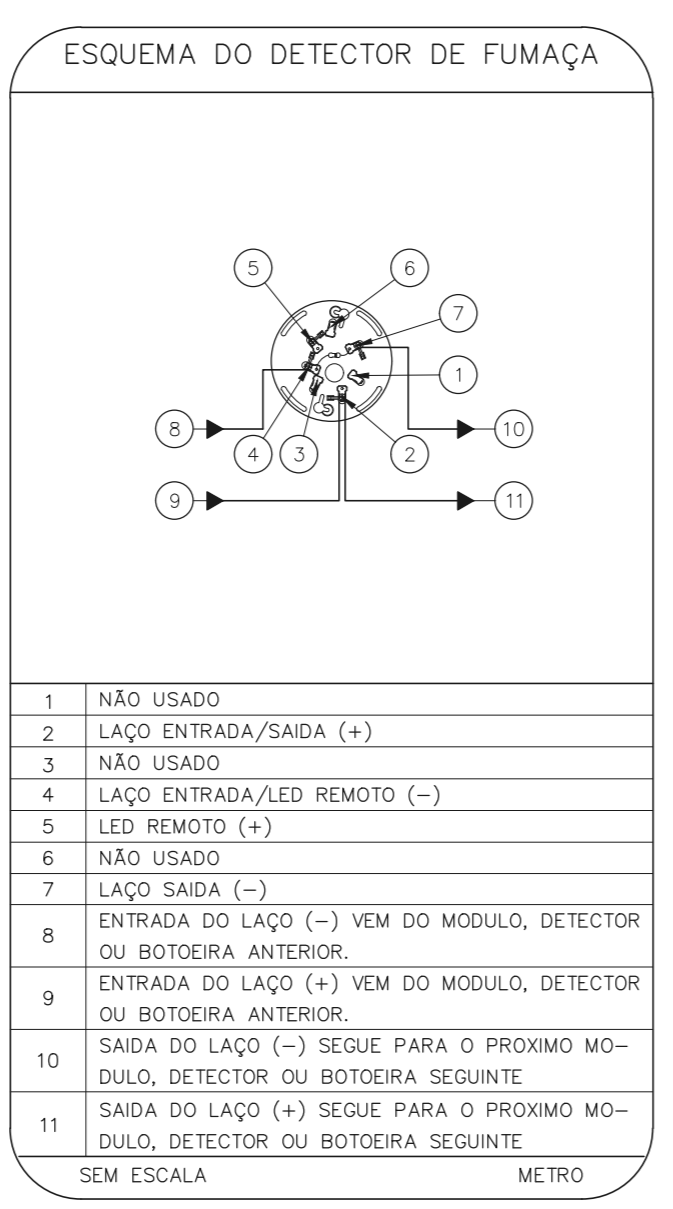 ESQUEMA DO DETECTOR DE FUMAÇA
5
6
7
1
8
10
4
3
2
9
11
1 NÃO USADO
2 LAÇO ENTRADA/SAIDA (+)
3 NÃO USADO
4 LAÇO ENTRADA/LED REMOTO (−)
5 LED REMOTO (+)
6 NÃO USADO
7 LAÇO SAIDA (−)
8 ENTRADA DO LAÇO (−) VEM DO MODULO, DETECTOR
OU BOTOEIRA ANTERIOR.
9 ENTRADA DO LAÇO (+) VEM DO MODULO, DETECTOR
OU BOTOEIRA ANTERIOR.
10 SAIDA DO LAÇO (−) SEGUE PARA O PROXIMO MO−
DULO, DETECTOR OU BOTOEIRA SEGUINTE
11 SAIDA DO LAÇO (+) SEGUE PARA O PROXIMO MO−
DULO, DETECTOR OU BOTOEIRA SEGUINTE
SEM ESCALA METRO